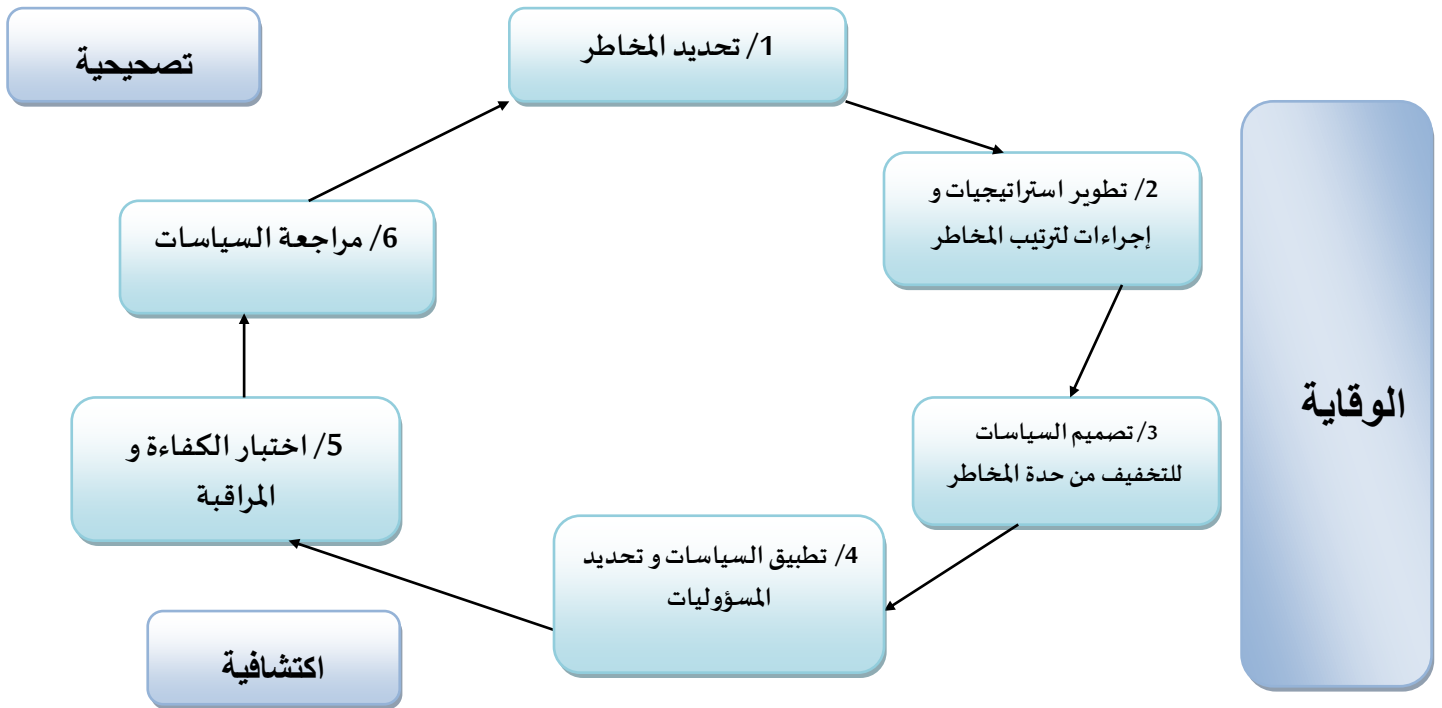 تصحيحية
1/ تحديد المخاطر
2/ تطوير استراتيجيات و
إجراءات لترتيب المخاطر
3/ تصميم السياسات
للتخفيف من حدة المخاطر
4/ تطبيق السياسات و تحديد
المسؤوليات
5/ اختبار الكفاءة و
المراقبة
6/ مراجعة السياسات
الوقاية
اكتشافية